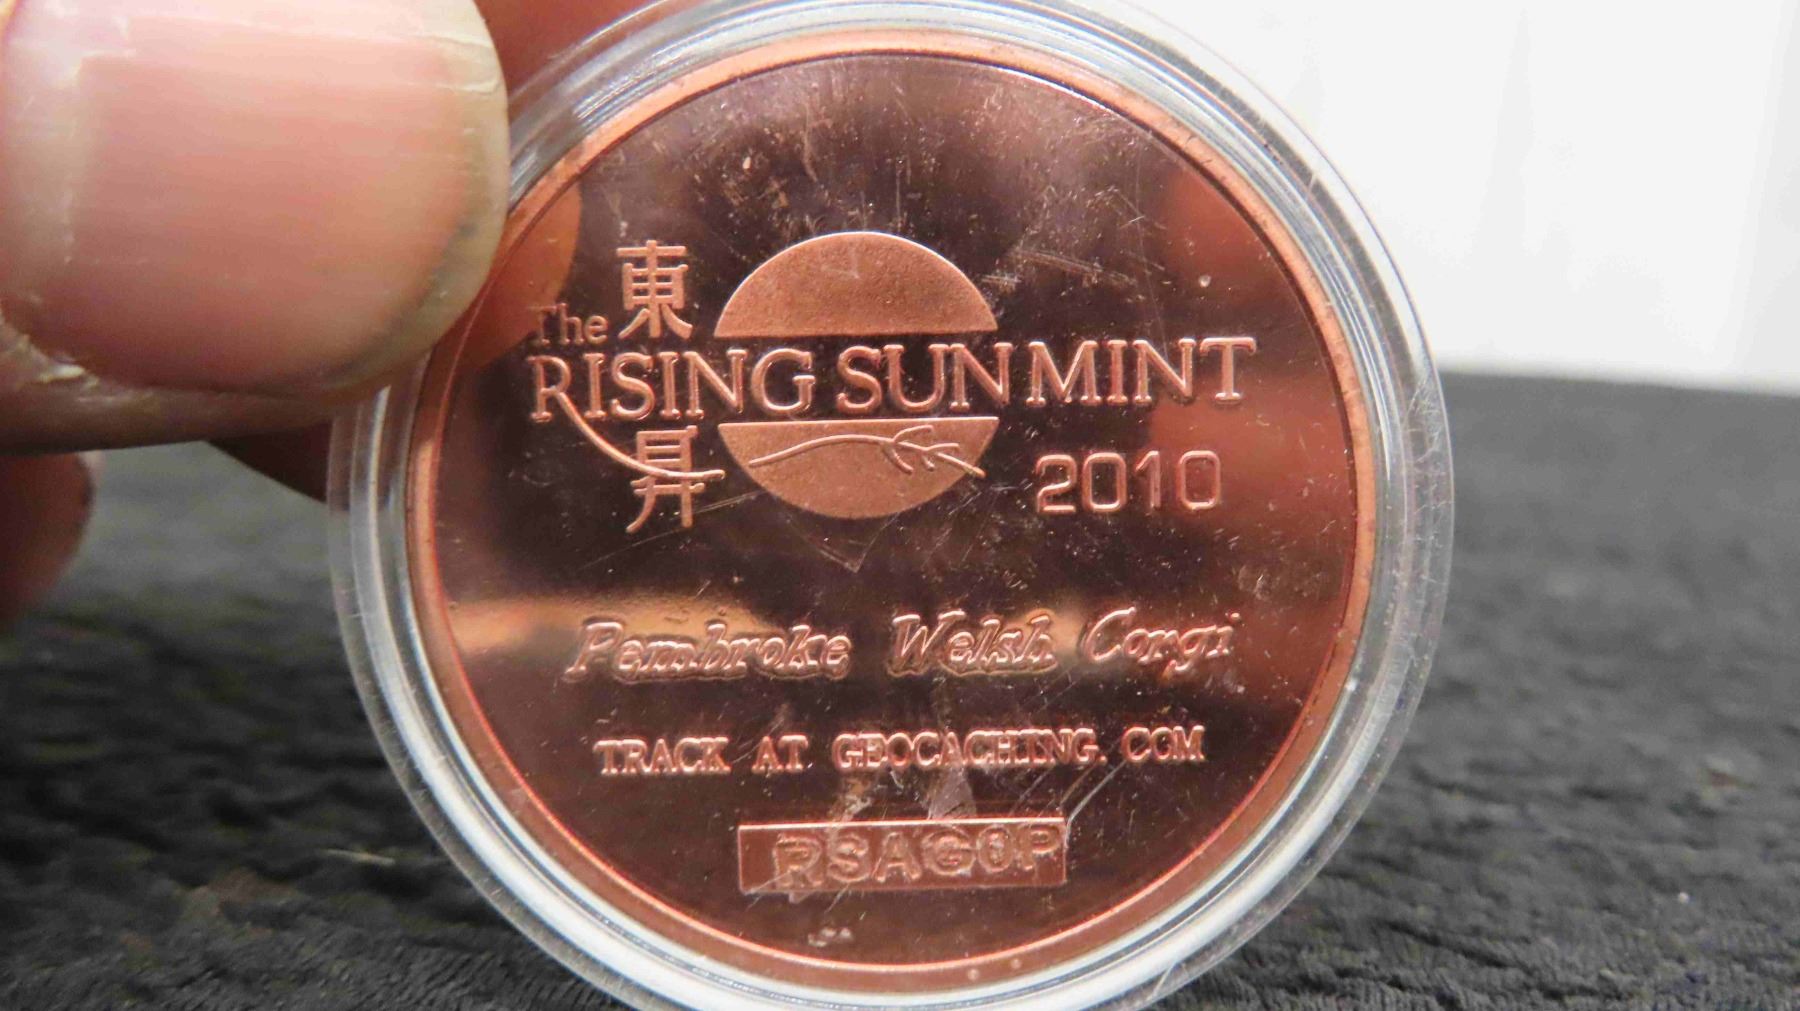 東
The
RISING SUN MINT
昇
2010
Pembroke Welsh Corgi
TRACK AT GEOCACHING.COM
RSAG0P